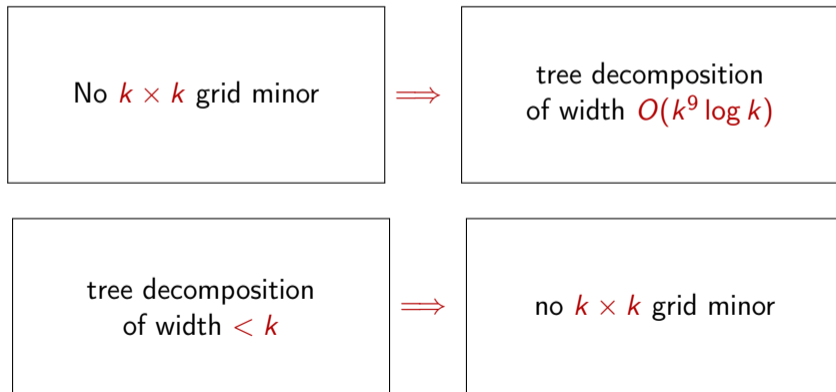 No k × k grid minor ⟹ tree decomposition
of width O(k⁹ log k)
tree decomposition
of width < k ⟹ no k × k grid minor